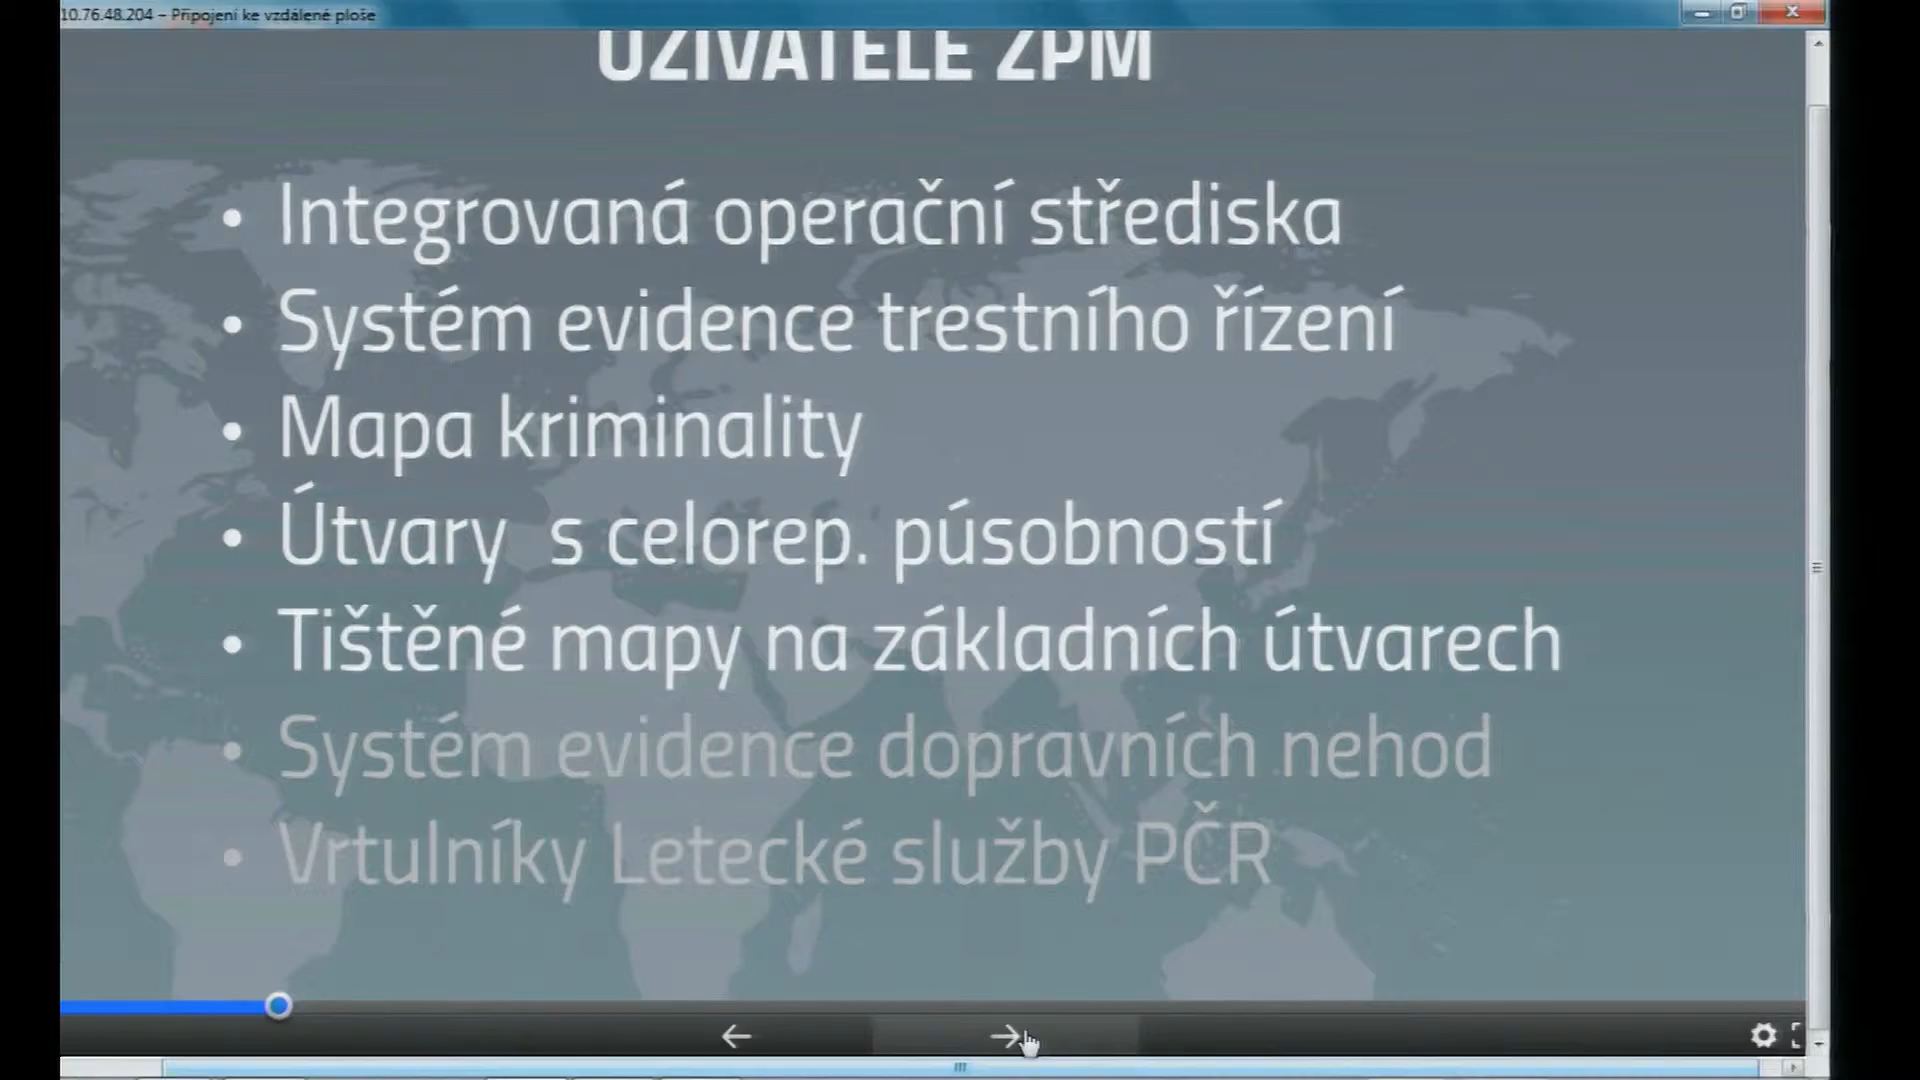 10.76.48.204 – Připojení ke vzdálené ploše
UŽIVATELÉ ZPM
• Integrovaná operační střediska
• Systém evidence trestního řízení
• Mapa kriminality
• Útvary s celorep. púsobností
• Tištěné mapy na základních útvarech
• Systém evidence dopravních nehod
• Vrtulníky Letecké služby PČR